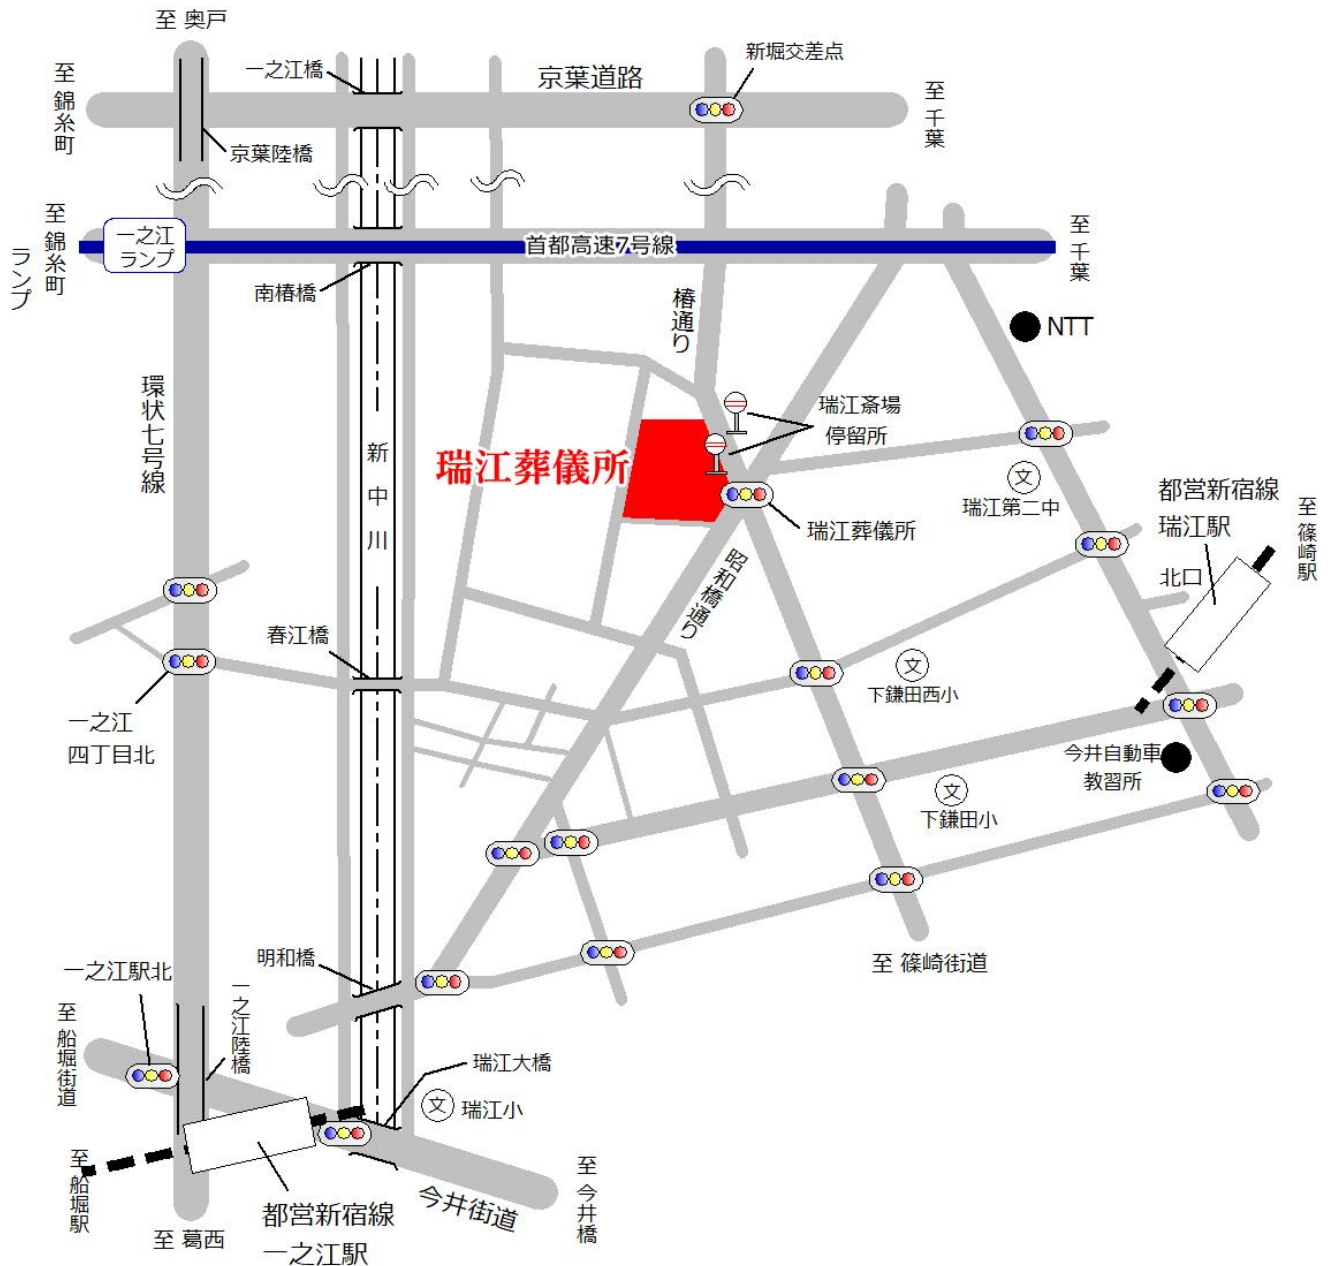 至 奥戸
一之江橋
新堀交差点
京葉道路
至 錦糸町
至 千葉
京葉陸橋
至 錦糸町
ランプ
一之江
ランプ
首都高速7号線
至 千葉
南椿橋
椿通り
NTT
環状七号線
瑞江斎場
停留所
新中川
瑞江葬儀所
文
瑞江第二中
都営新宿線
瑞江駅
至 篠崎駅
瑞江葬儀所
昭和橋通り
北口
春江橋
文
下鎌田西小
一之江
四丁目北
今井自動車
教習所
文
下鎌田小
明和橋
至 篠崎街道
一之江駅北
一之江陸橋
至 船堀街道
瑞江大橋
文
瑞江小
至 船堀駅
今井街道
至 今井橋
至 葛西
都営新宿線
一之江駅